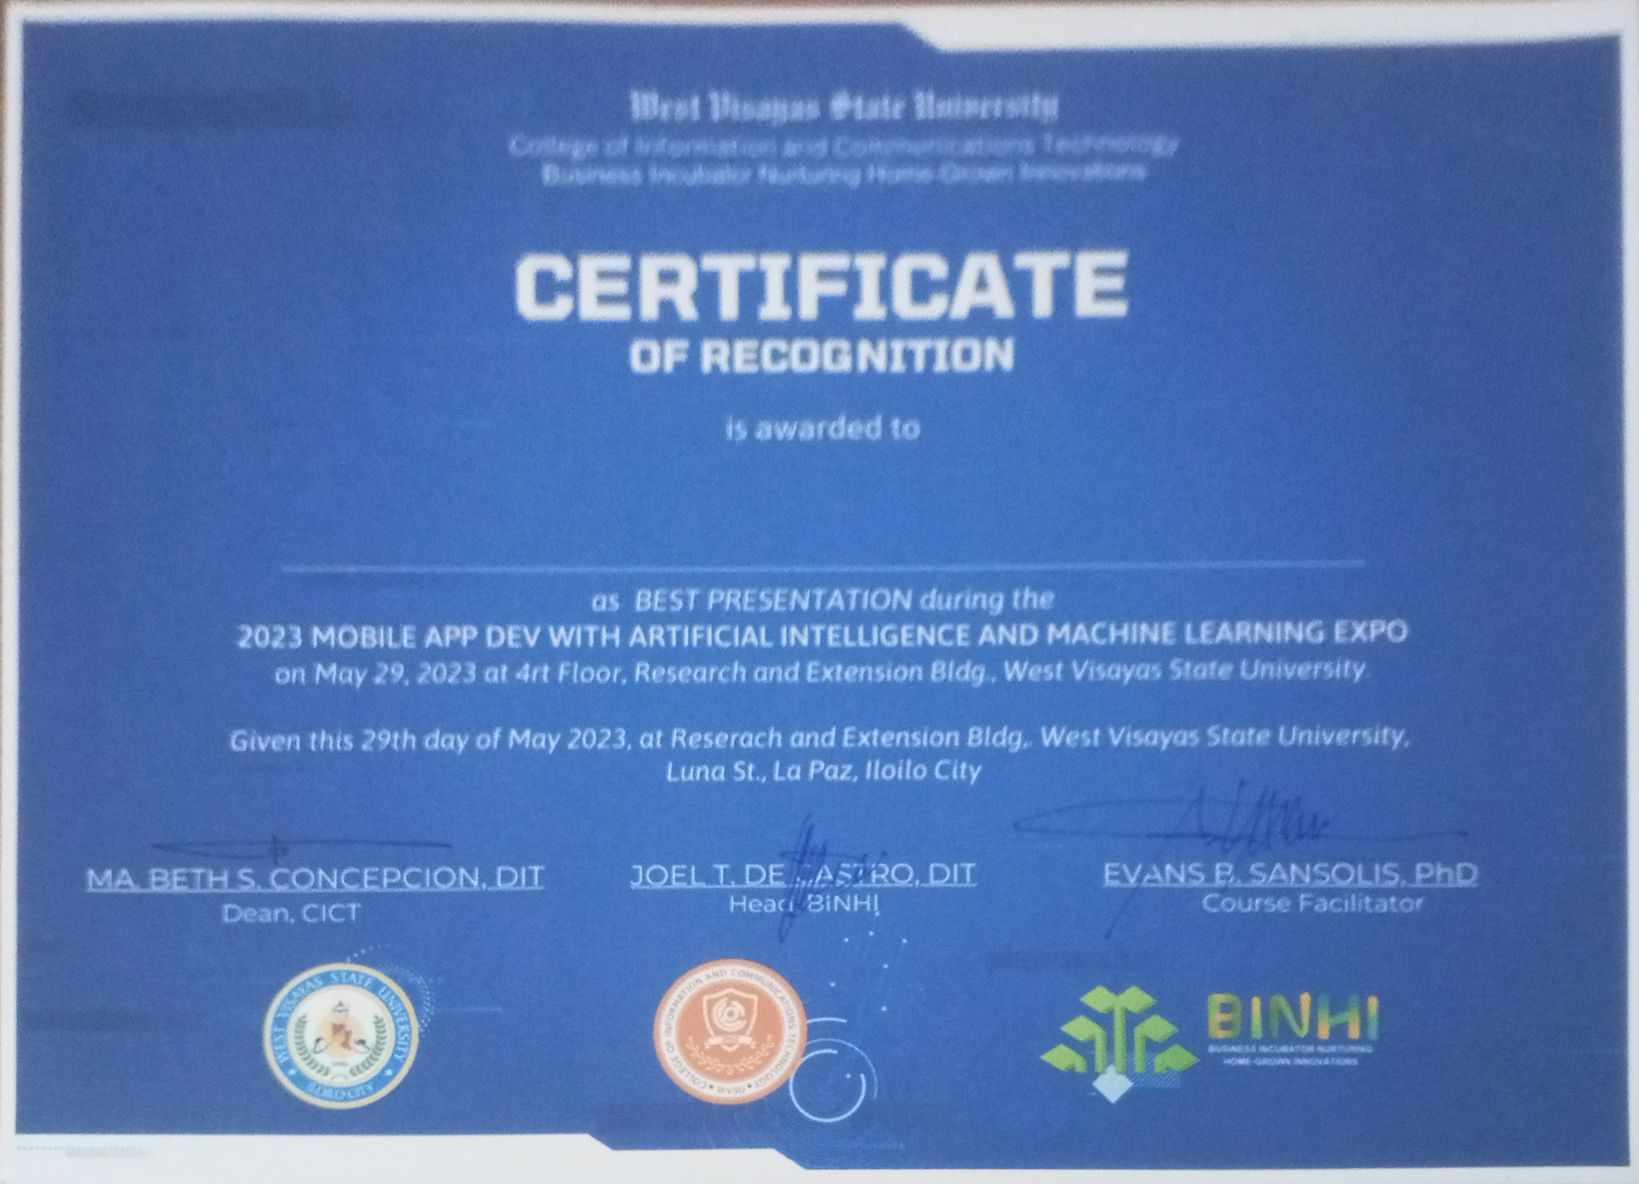 West Visayas State University
College of Information and Communications Technology
Business Incubator Nurturing Home-Grown Innovations
CERTIFICATE
OF RECOGNITION
is awarded to
as BEST PRESENTATION during the
2023 MOBILE APP DEV WITH ARTIFICIAL INTELLIGENCE AND MACHINE LEARNING EXPO
on May 29, 2023 at 4rt Floor, Research and Extension Bldg., West Visayas State University
Given this 29th day of May 2023, at Reserach and Extension Bldg,. West Visayas State University,
Luna St., La Paz, Iloilo City
MA. BETH S. CONCEPCION, DIT
Dean, CICT
JOEL T. DE CASTRO, DIT
Head, BINHI
EVANS B. SANSOLIS, PhD
Course Facilitator
WEST VISAYAS STATE UNIVERSITY
ILOILO CITY
COLLEGE OF INFORMATION AND COMMUNICATIONS TECHNOLOGY
BINHI
BUSINESS INCUBATOR NURTURING
HOME-GROWN INNOVATIONS